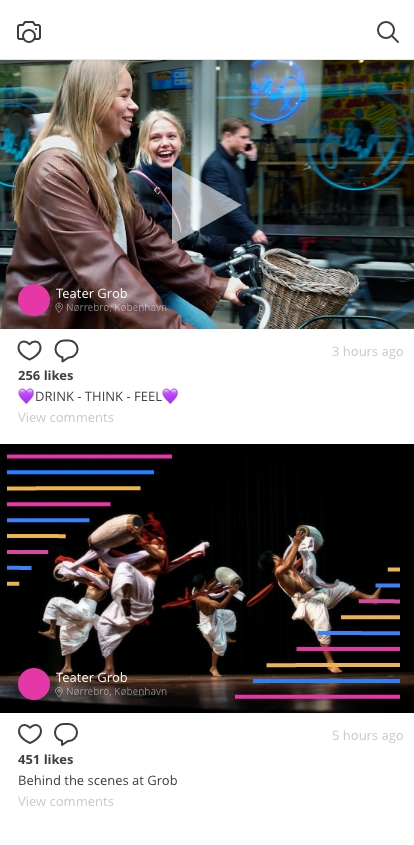 Teater Grob
Nørrebro, København
3 hours ago
256 likes
💜DRINK - THINK - FEEL💜
View comments
Teater Grob
Nørrebro, København
5 hours ago
451 likes
Behind the scenes at Grob
View comments